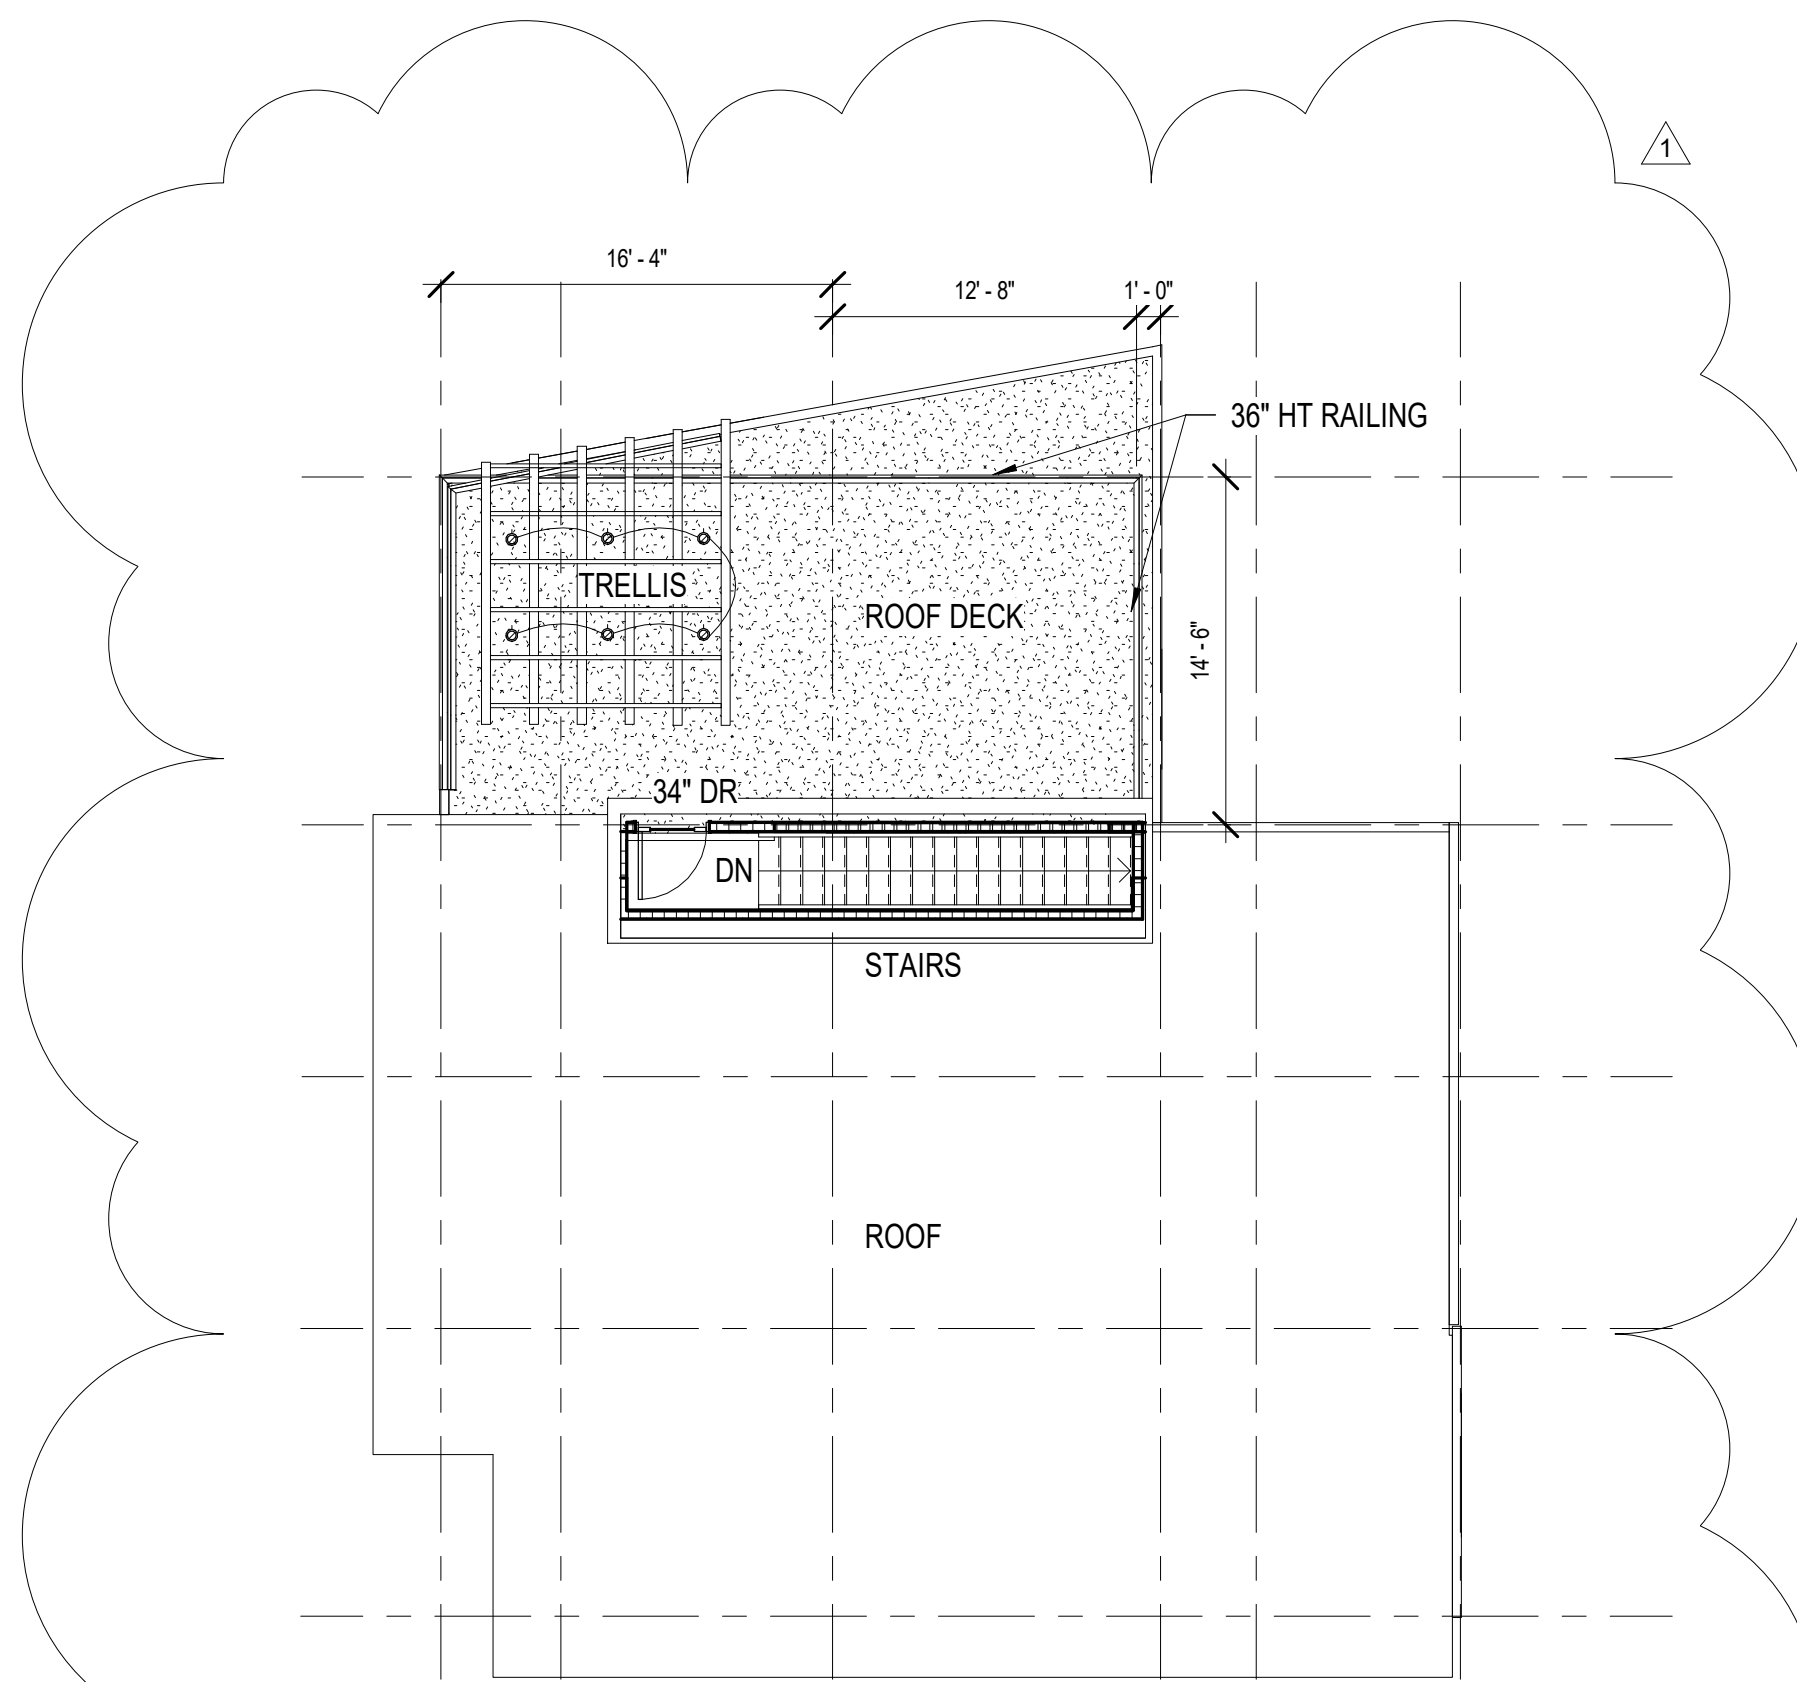 1
16' - 4"
12' - 8"
1' - 0"
36" HT RAILING
TRELLIS
ROOF DECK
14' - 6"
34" DR
DN
STAIRS
ROOF